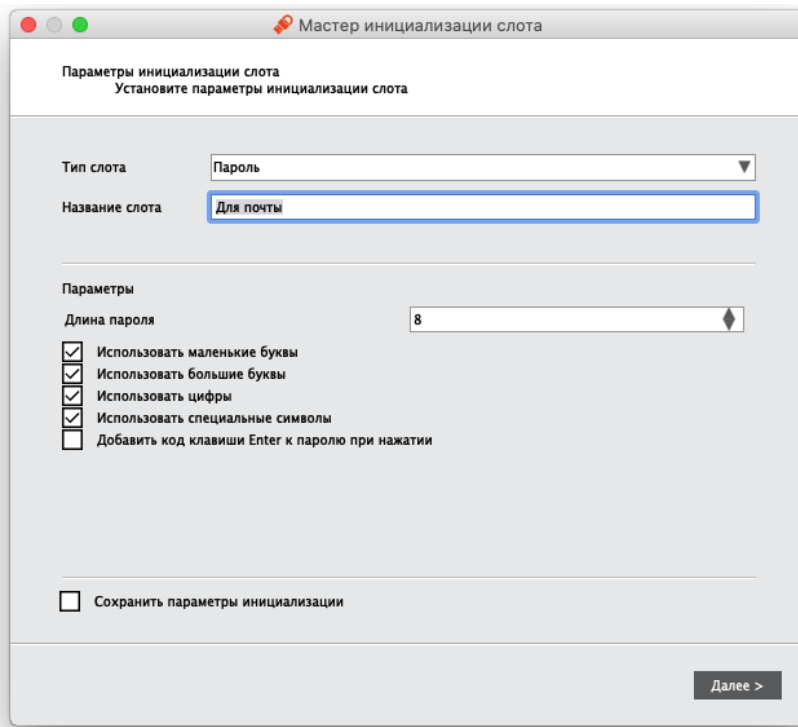 Мастер инициализации слота
Параметры инициализации слота
Установите параметры инициализации слота
Тип слота Пароль
Название слота Для почты
Параметры
Длина пароля 8
Использовать маленькие буквы
Использовать большие буквы
Использовать цифры
Использовать специальные символы
Добавить код клавиши Enter к паролю при нажатии
Сохранить параметры инициализации
Далее >